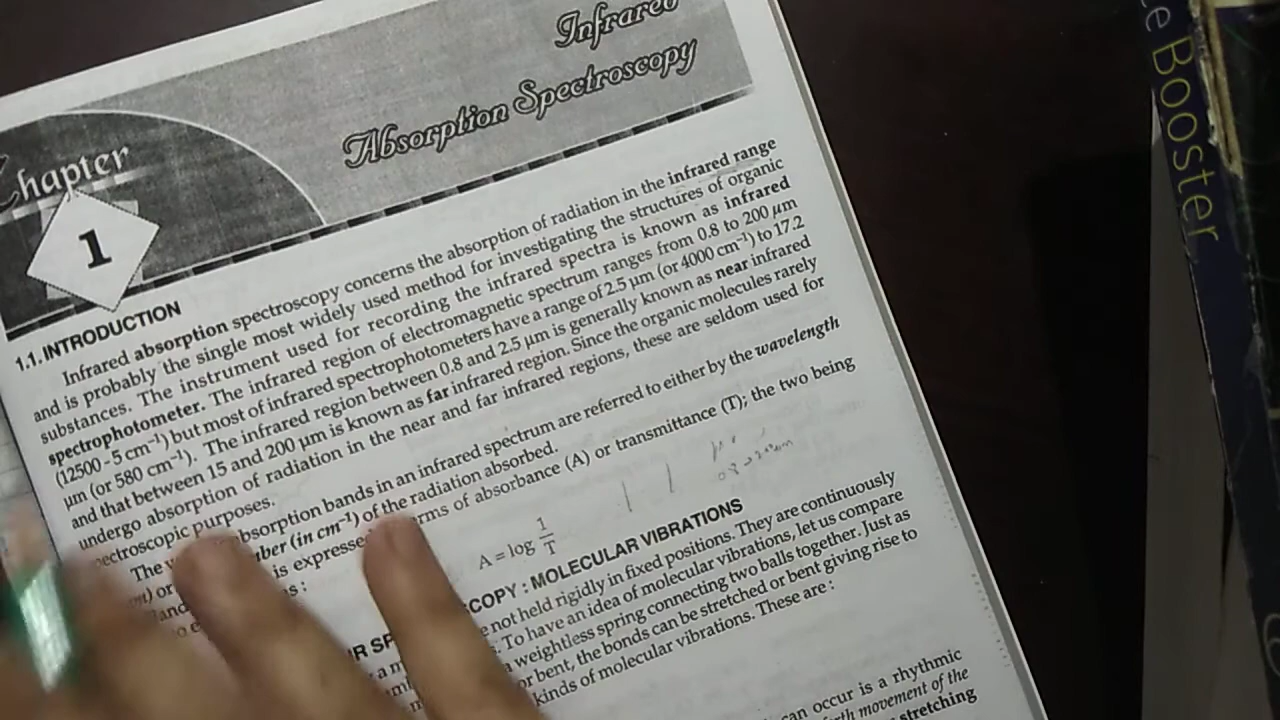 Infrared
Absorption Spectroscopy
Chapter
1
1.1. INTRODUCTION
Infrared absorption spectroscopy concerns the absorption of radiation in the infrared range
and is probably the single most widely used method for investigating the structures of organic
substances. The instrument used for recording the infrared spectra is known as infrared
spectrophotometer. The infrared region of electromagnetic spectrum ranges from 0.8 to 200 µm
(12500 - 5 cm⁻¹) but most of infrared spectrophotometers have a range of 2.5 µm (or 4000 cm⁻¹) to 17.2
µm (or 580 cm⁻¹). The infrared region between 0.8 and 2.5 µm is generally known as near infrared
and that between 15 and 200 µm is known as far infrared region. Since the organic molecules rarely
undergo absorption of radiation in the near and far infrared regions, these are seldom used for
pectroscopic purposes.
The absorption bands in an infrared spectrum are referred to either by the wavelength
m) or ber (in cm⁻¹) of the radiation absorbed.
is expresse rms of absorbance (A) or transmittance (T); the two being
:
A = log 1/T
IR SP COPY : MOLECULAR VIBRATIONS
e not held rigidly in fixed positions. They are continuously
. To have an idea of molecular vibrations, let us compare
a weightless spring connecting two balls together. Just as
or bent, the bonds can be stretched or bent giving rise to
kinds of molecular vibrations. These are :
can occur is a rhythmic
forth movement of the
stretching
Booster